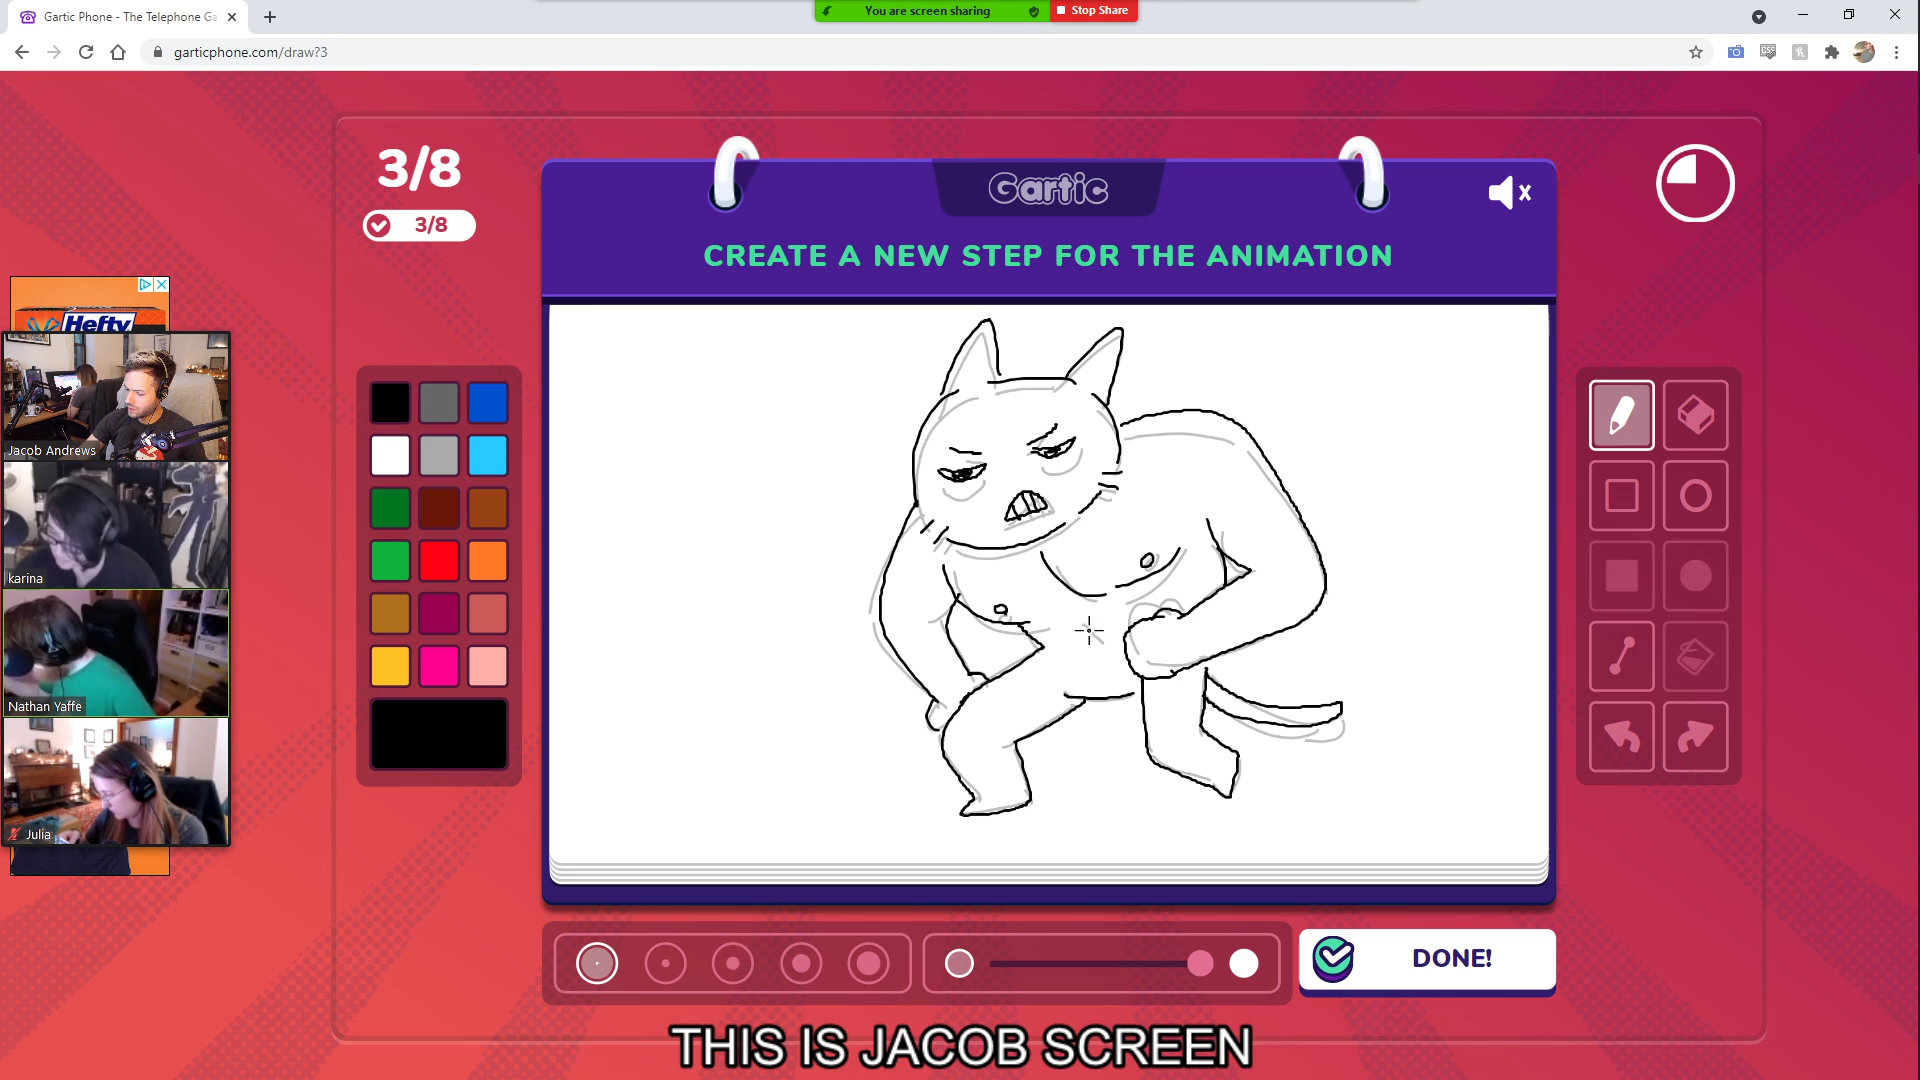 Gartic Phone - The Telephone Ga
You are screen sharing
Stop Share
garticphone.com/draw?3
3/8
3/8
Gartic
CREATE A NEW STEP FOR THE ANIMATION
Hefty
Jacob Andrews
karina
Nathan Yaffe
Julia
DONE!
THIS IS JACOB SCREEN